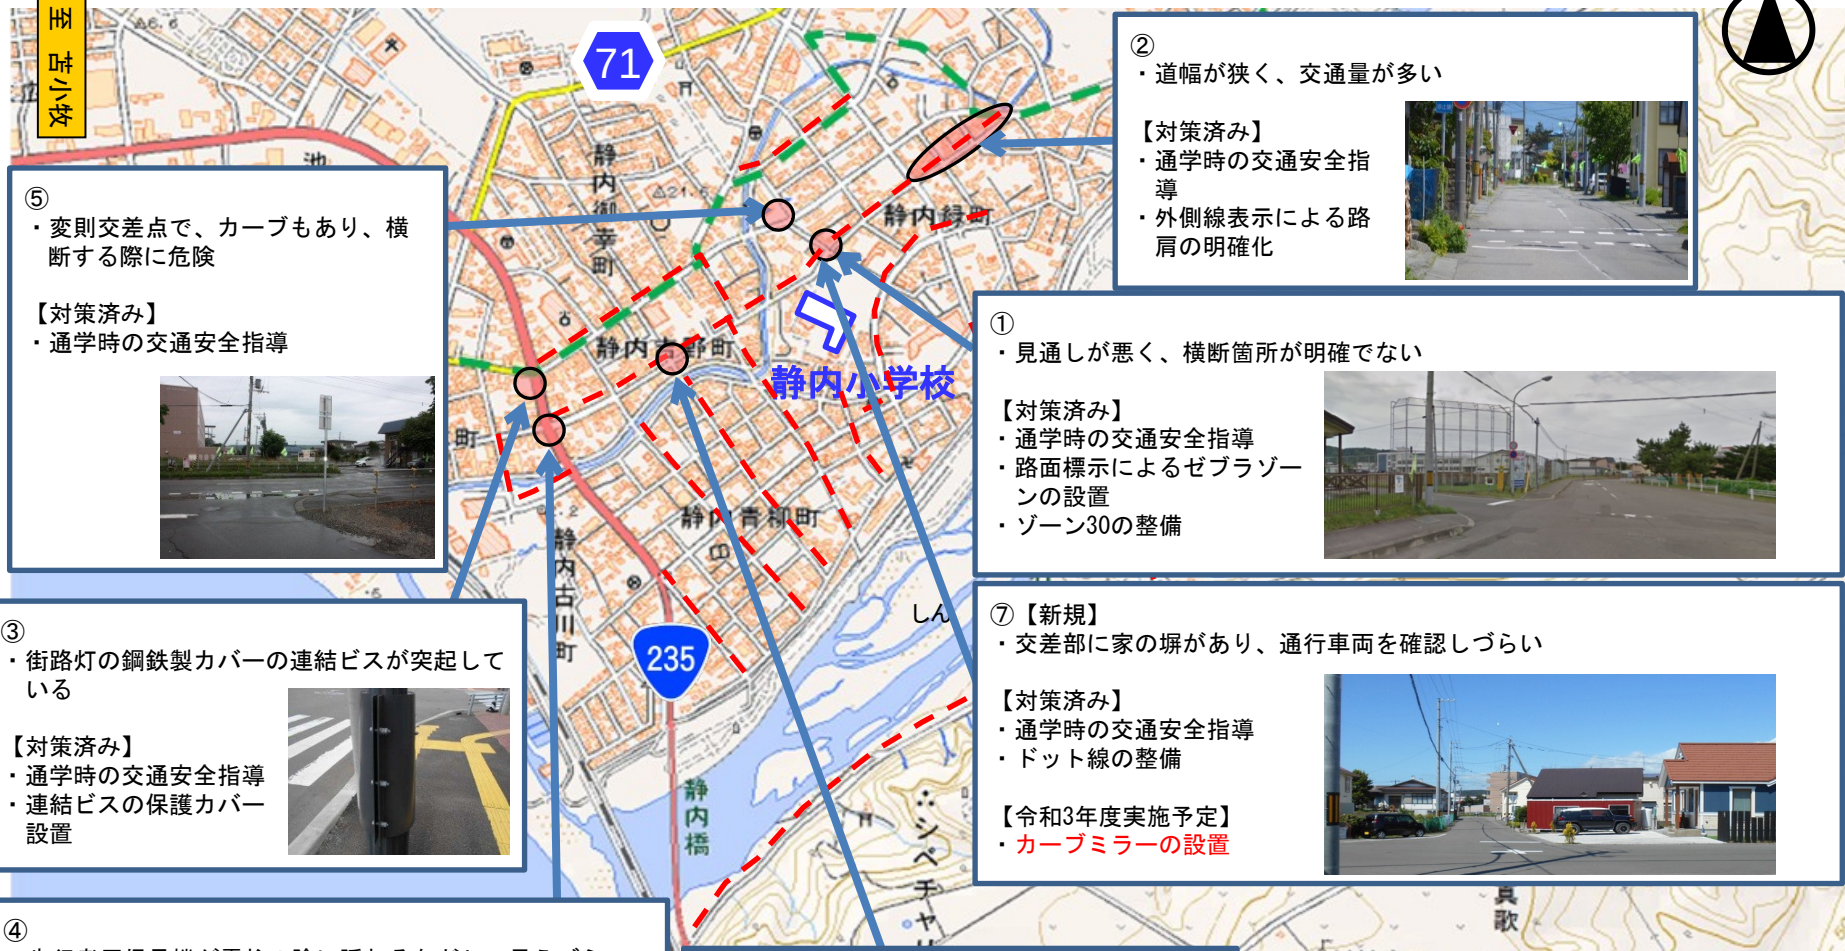 至 苫小牧
71
②
・道幅が狭く、交通量が多い
【対策済み】
・通学時の交通安全指
導
・外側線表示による路
肩の明確化
⑤
・変則交差点で、カーブもあり、横
断する際に危険
【対策済み】
・通学時の交通安全指導
①
・見通しが悪く、横断箇所が明確でない
【対策済み】
・通学時の交通安全指導
・路面標示によるゼブラゾー
ンの設置
・ゾーン30の整備
⑦【新規】
・交差部に家の塀があり、通行車両を確認しづらい
【対策済み】
・通学時の交通安全指導
・ドット線の整備
【令和3年度実施予定】
・カーブミラーの設置
③
・街路灯の鋼鉄製カバーの連結ビスが突起して
いる
【対策済み】
・通学時の交通安全指導
・連結ビスの保護カバー
設置
④
池
静内御幸町
静内緑町
静内
野町
静内小学校
町
静内青柳町
静内古川町
235
しん
静内橋
シベチャリ
真歌